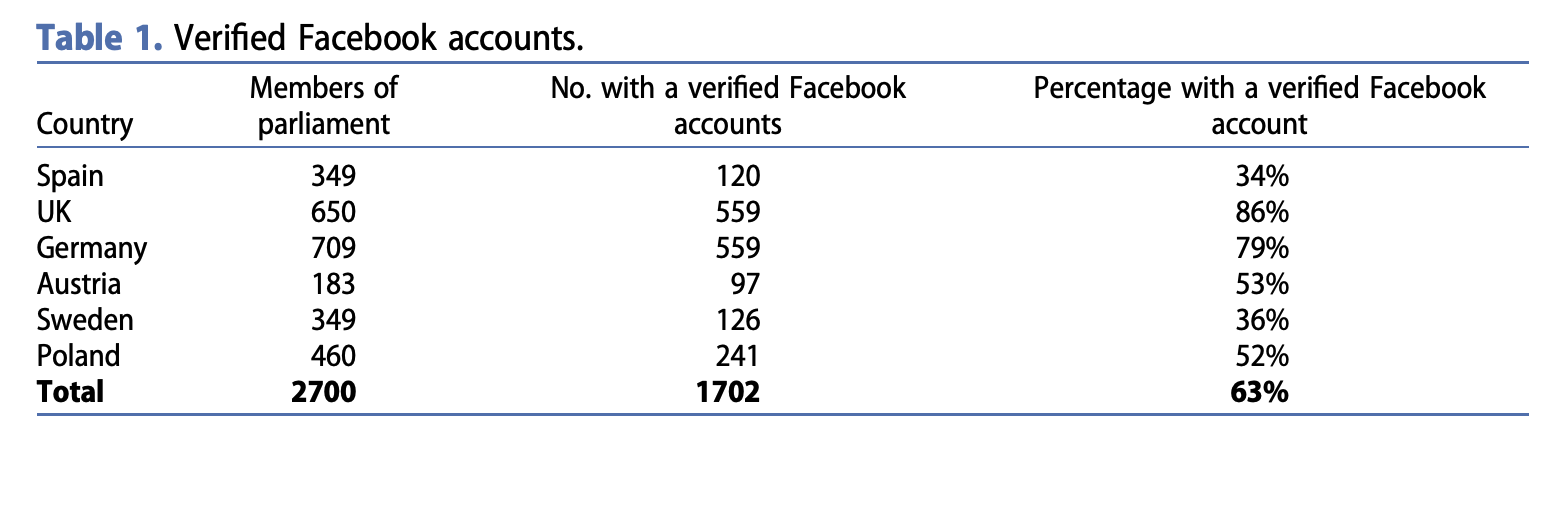 Table 1. Verified Facebook accounts.
Country Members of parliament No. with a verified Facebook accounts Percentage with a verified Facebook account
Spain 349 120 34%
UK 650 559 86%
Germany 709 559 79%
Austria 183 97 53%
Sweden 349 126 36%
Poland 460 241 52%
Total 2700 1702 63%